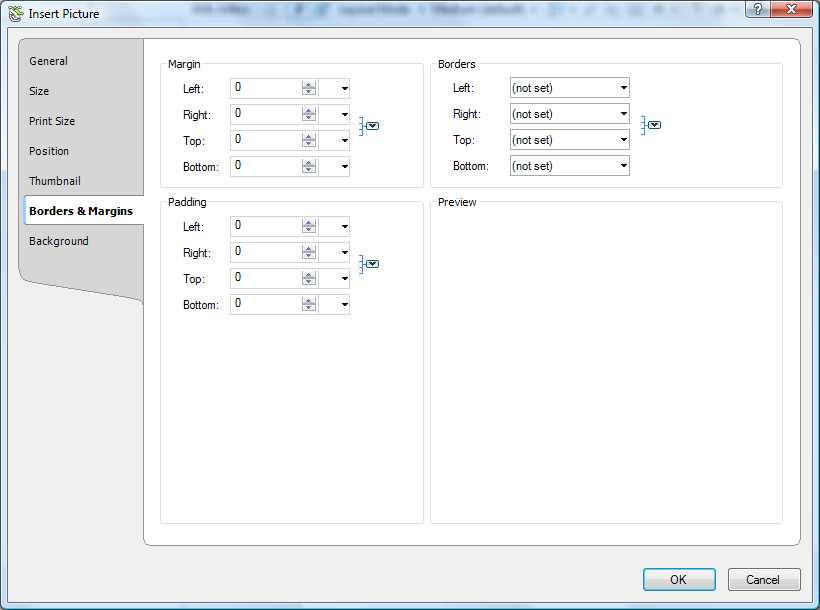 Insert Picture
?
General
Size
Print Size
Position
Thumbnail
Borders & Margins
Background
Margin
Left: 0
Right: 0
Top: 0
Bottom: 0
Borders
Left: (not set)
Right: (not set)
Top: (not set)
Bottom: (not set)
Padding
Left: 0
Right: 0
Top: 0
Bottom: 0
Preview
OK
Cancel